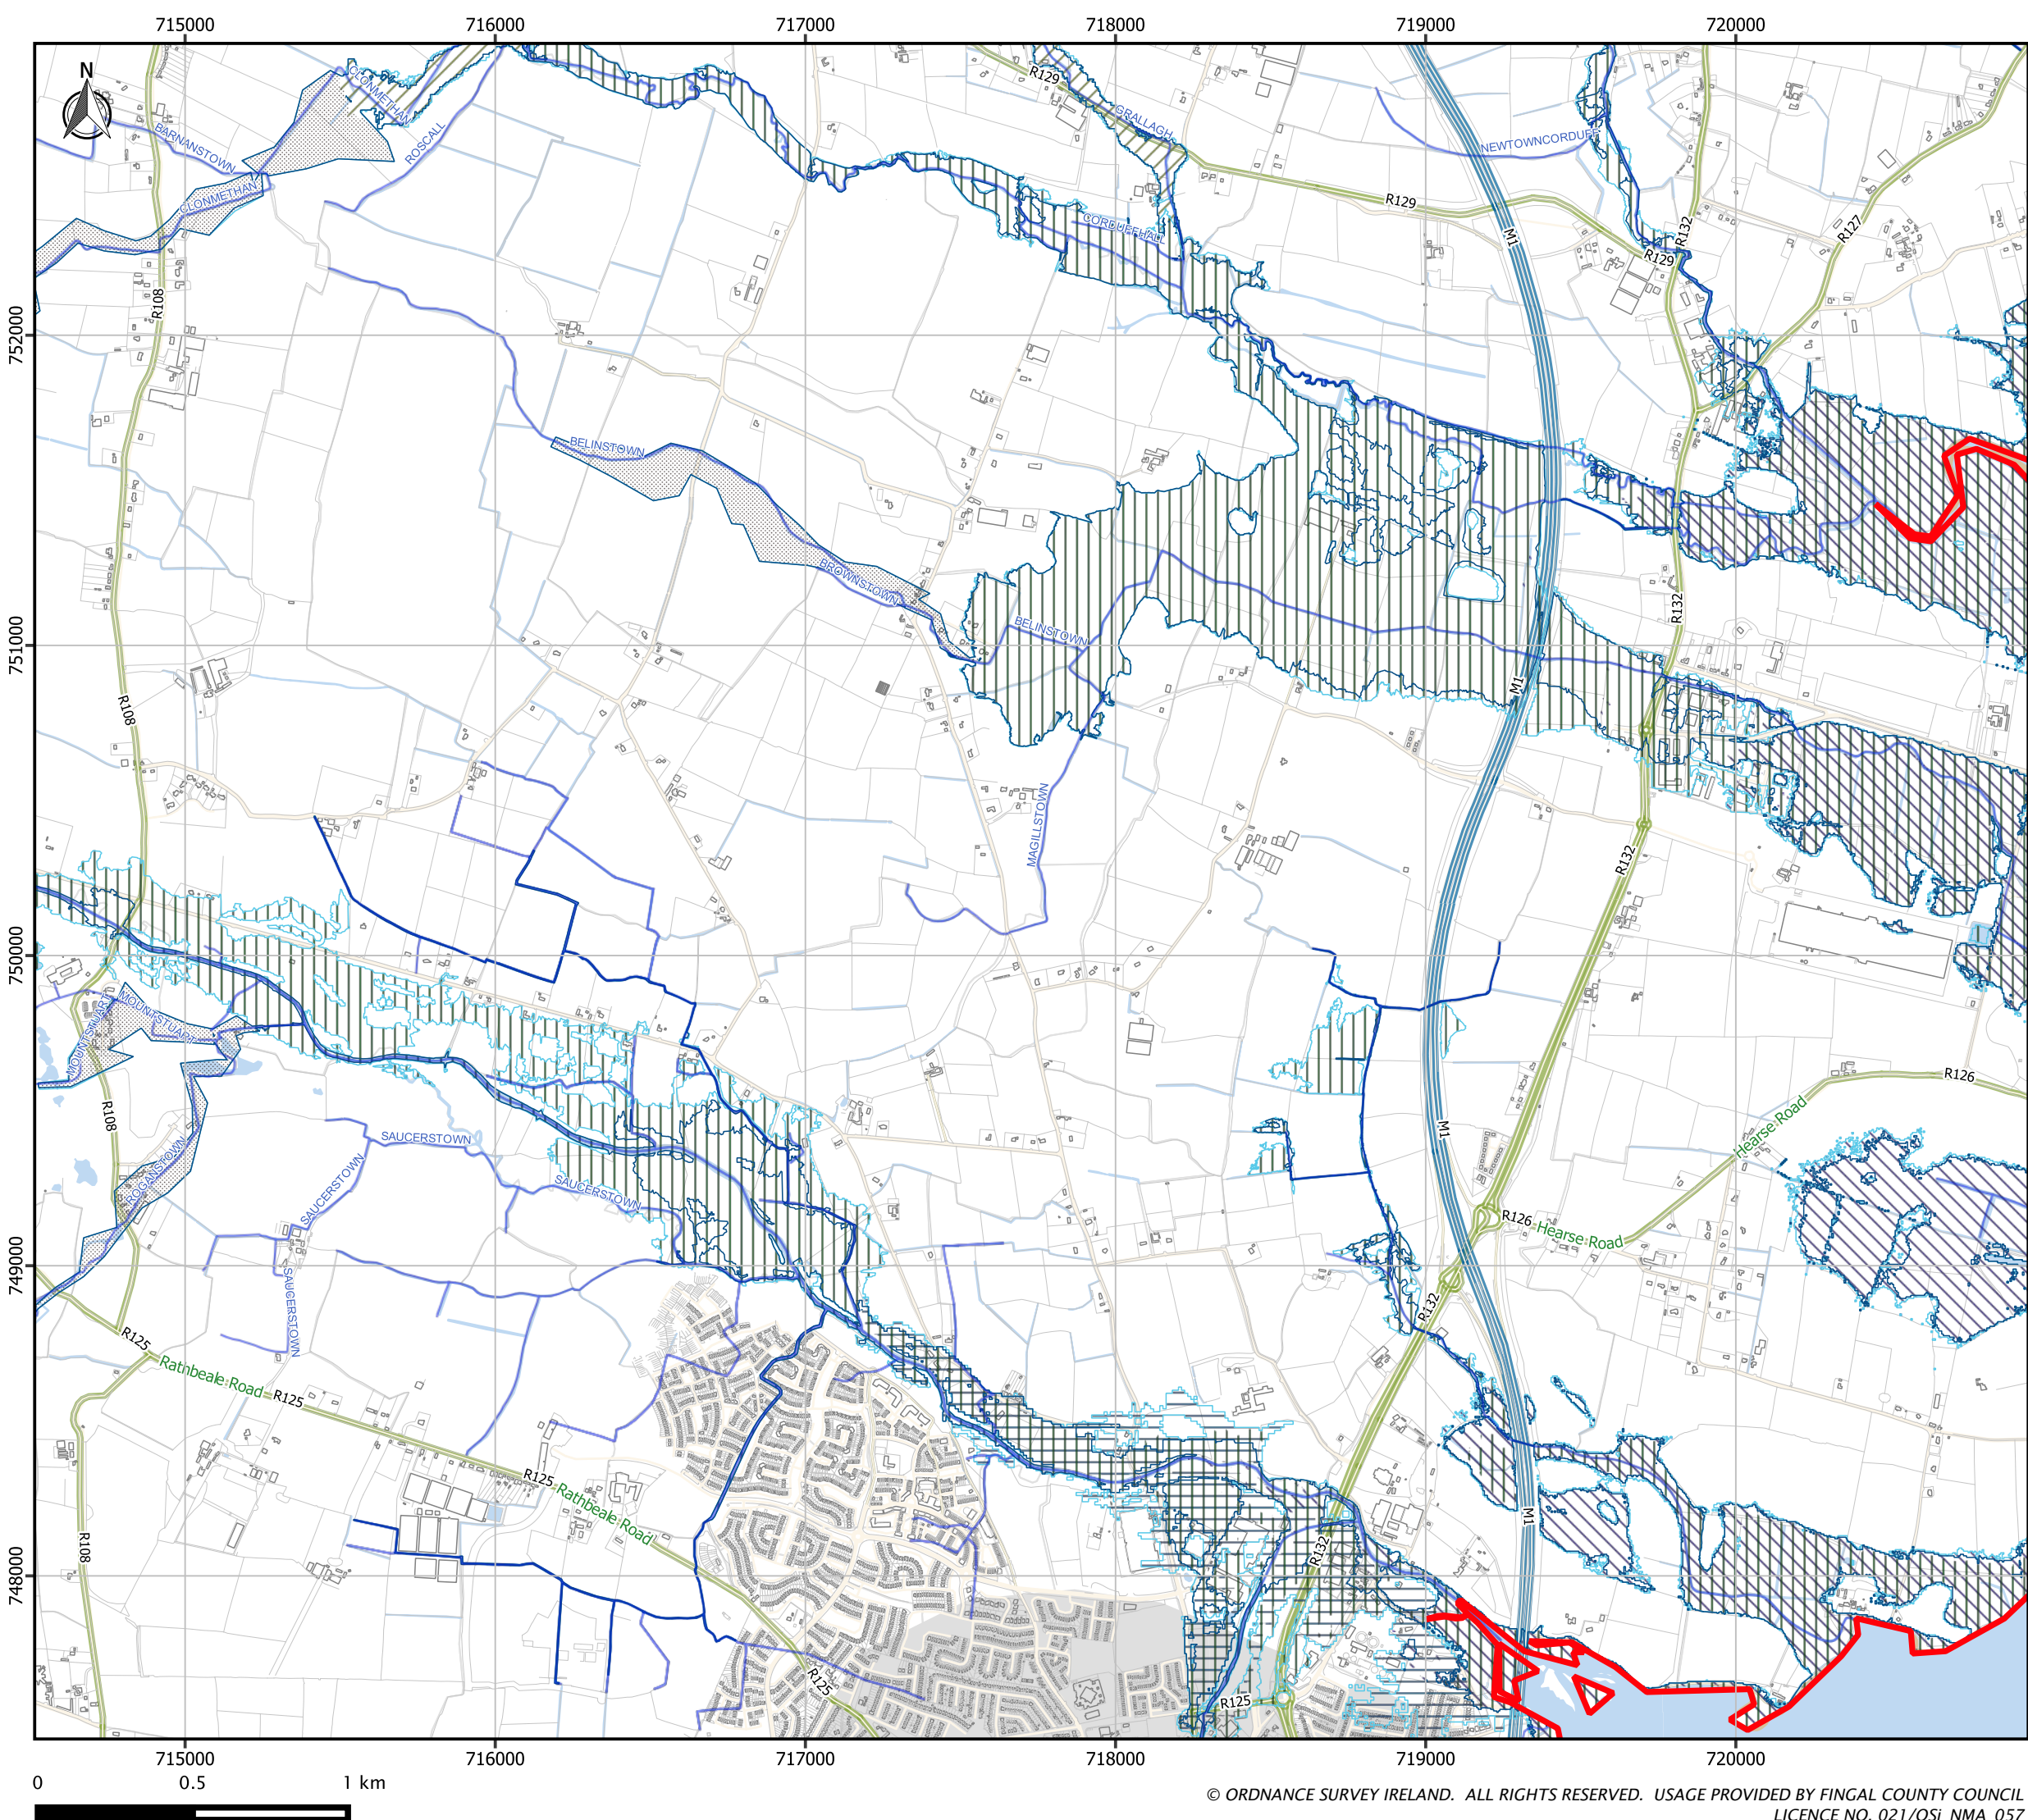 715000 716000 717000 718000 719000 720000
N
R129
CLONMETHAN
GRALLAGH
BARNANSTOWN
ROSCALL
NEWTOWNCORDUFF
CLONMETHAN
R129
CORDUFFHALL
M1
R132
R127
R129
R108
752000
BELINSTOWN
BROWNSTOWN
R132
BELINSTOWN
751000
M1
R108
MAGILLSTOWN
R132
750000
MOUNTSTUART
MOUNTSTUART
R126
R108
Hearse Road
M1
SAUCERSTOWN
ROGANSTOWN
SAUCERSTOWN
SAUCERSTOWN
R126
Hearse Road
749000
SAUCERSTOWN
R132
R125
Rathbeale Road
R125
R125
Rathbeale Road
M1
R108
R132
748000
R125
R125
715000 716000 717000 718000 719000 720000
0 0.5 1 km
© ORDNANCE SURVEY IRELAND. ALL RIGHTS RESERVED. USAGE PROVIDED BY FINGAL COUNTY COUNCIL
LICENCE NO. 021/OSi_NMA_057